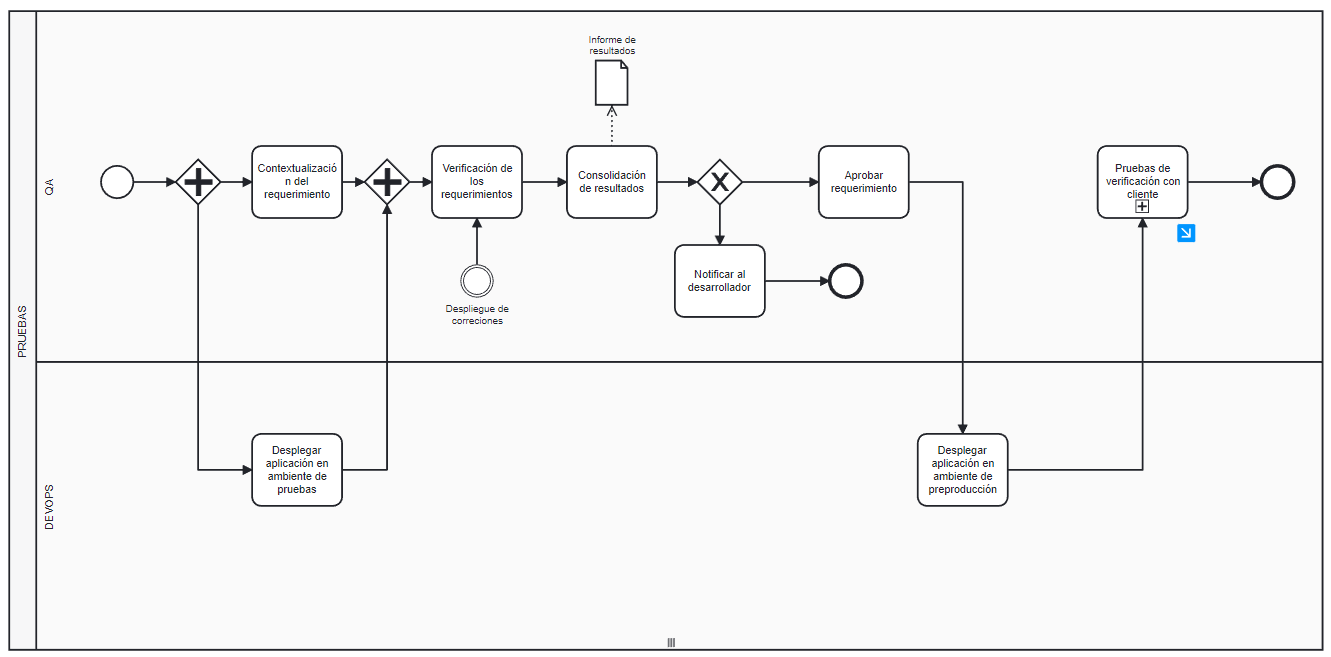 Informe de
resultados
PRUEBAS
QA
Contextualizació
n del
requerimiento
Verificación de
los
requerimientos
Consolidación
de resultados
X
Aprobar
requerimiento
Pruebas de
verificación con
cliente
Notificar al
desarrollador
Despliegue de
correciones
DEVOPS
Desplegar
aplicación en
ambiente de
pruebas
Desplegar
aplicación en
ambiente de
preproducción